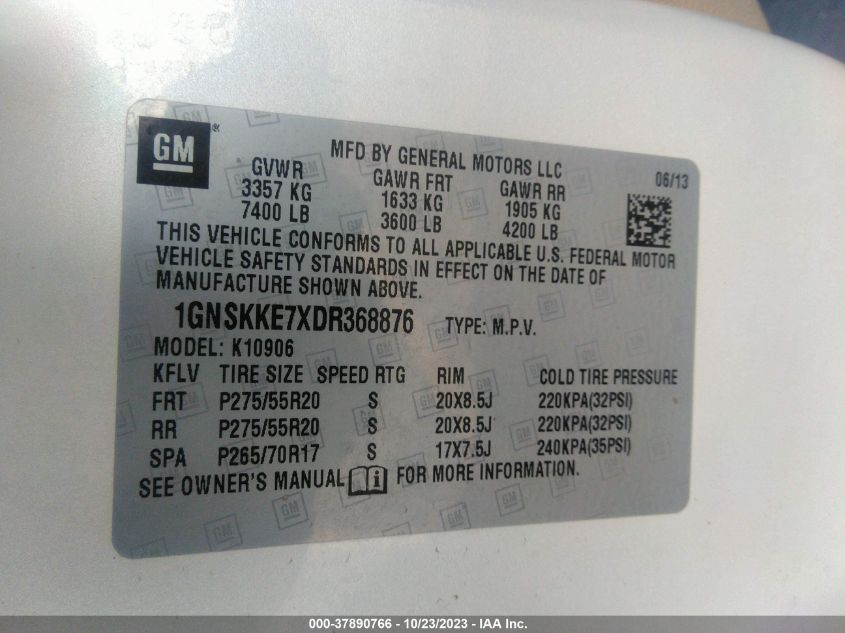 GM
MFD BY GENERAL MOTORS LLC
06/13
GVWR GAWR FRT GAWR RR
3357 KG 1633 KG 1905 KG
7400 LB 3600 LB 4200 LB
THIS VEHICLE CONFORMS TO ALL APPLICABLE U.S. FEDERAL MOTOR
VEHICLE SAFETY STANDARDS IN EFFECT ON THE DATE OF
MANUFACTURE SHOWN ABOVE.
1GNSKKE7XDR368876 TYPE: M.P.V.
MODEL: K10906
KFLV TIRE SIZE SPEED RTG RIM COLD TIRE PRESSURE
FRT P275/55R20 S 20X8.5J 220KPA(32PSI)
RR P275/55R20 S 20X8.5J 220KPA(32PSI)
SPA P265/70R17 S 17X7.5J 240KPA(35PSI)
SEE OWNER'S MANUAL i FOR MORE INFORMATION.
000-37890766 - 10/23/2023 - IAA Inc.